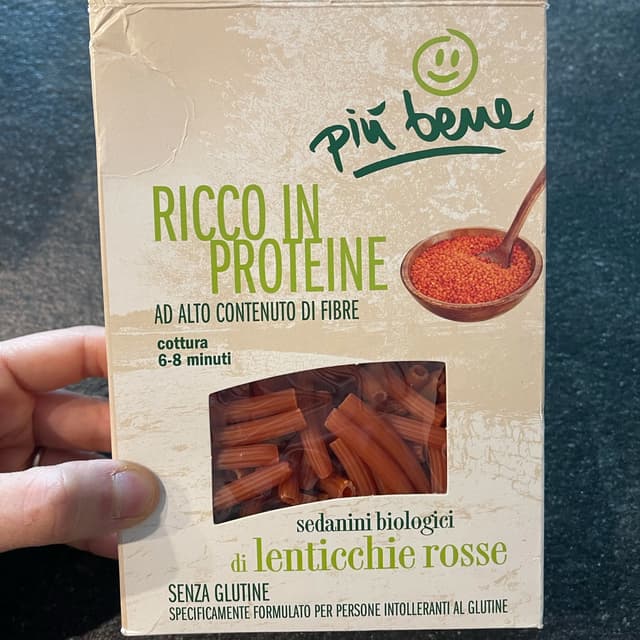 più bene
RICCO IN
PROTEINE
AD ALTO CONTENUTO DI FIBRE
cottura
6-8 minuti
sedanini biologici
di lenticchie rosse
SENZA GLUTINE
SPECIFICAMENTE FORMULATO PER PERSONE INTOLLERANTI AL GLUTINE